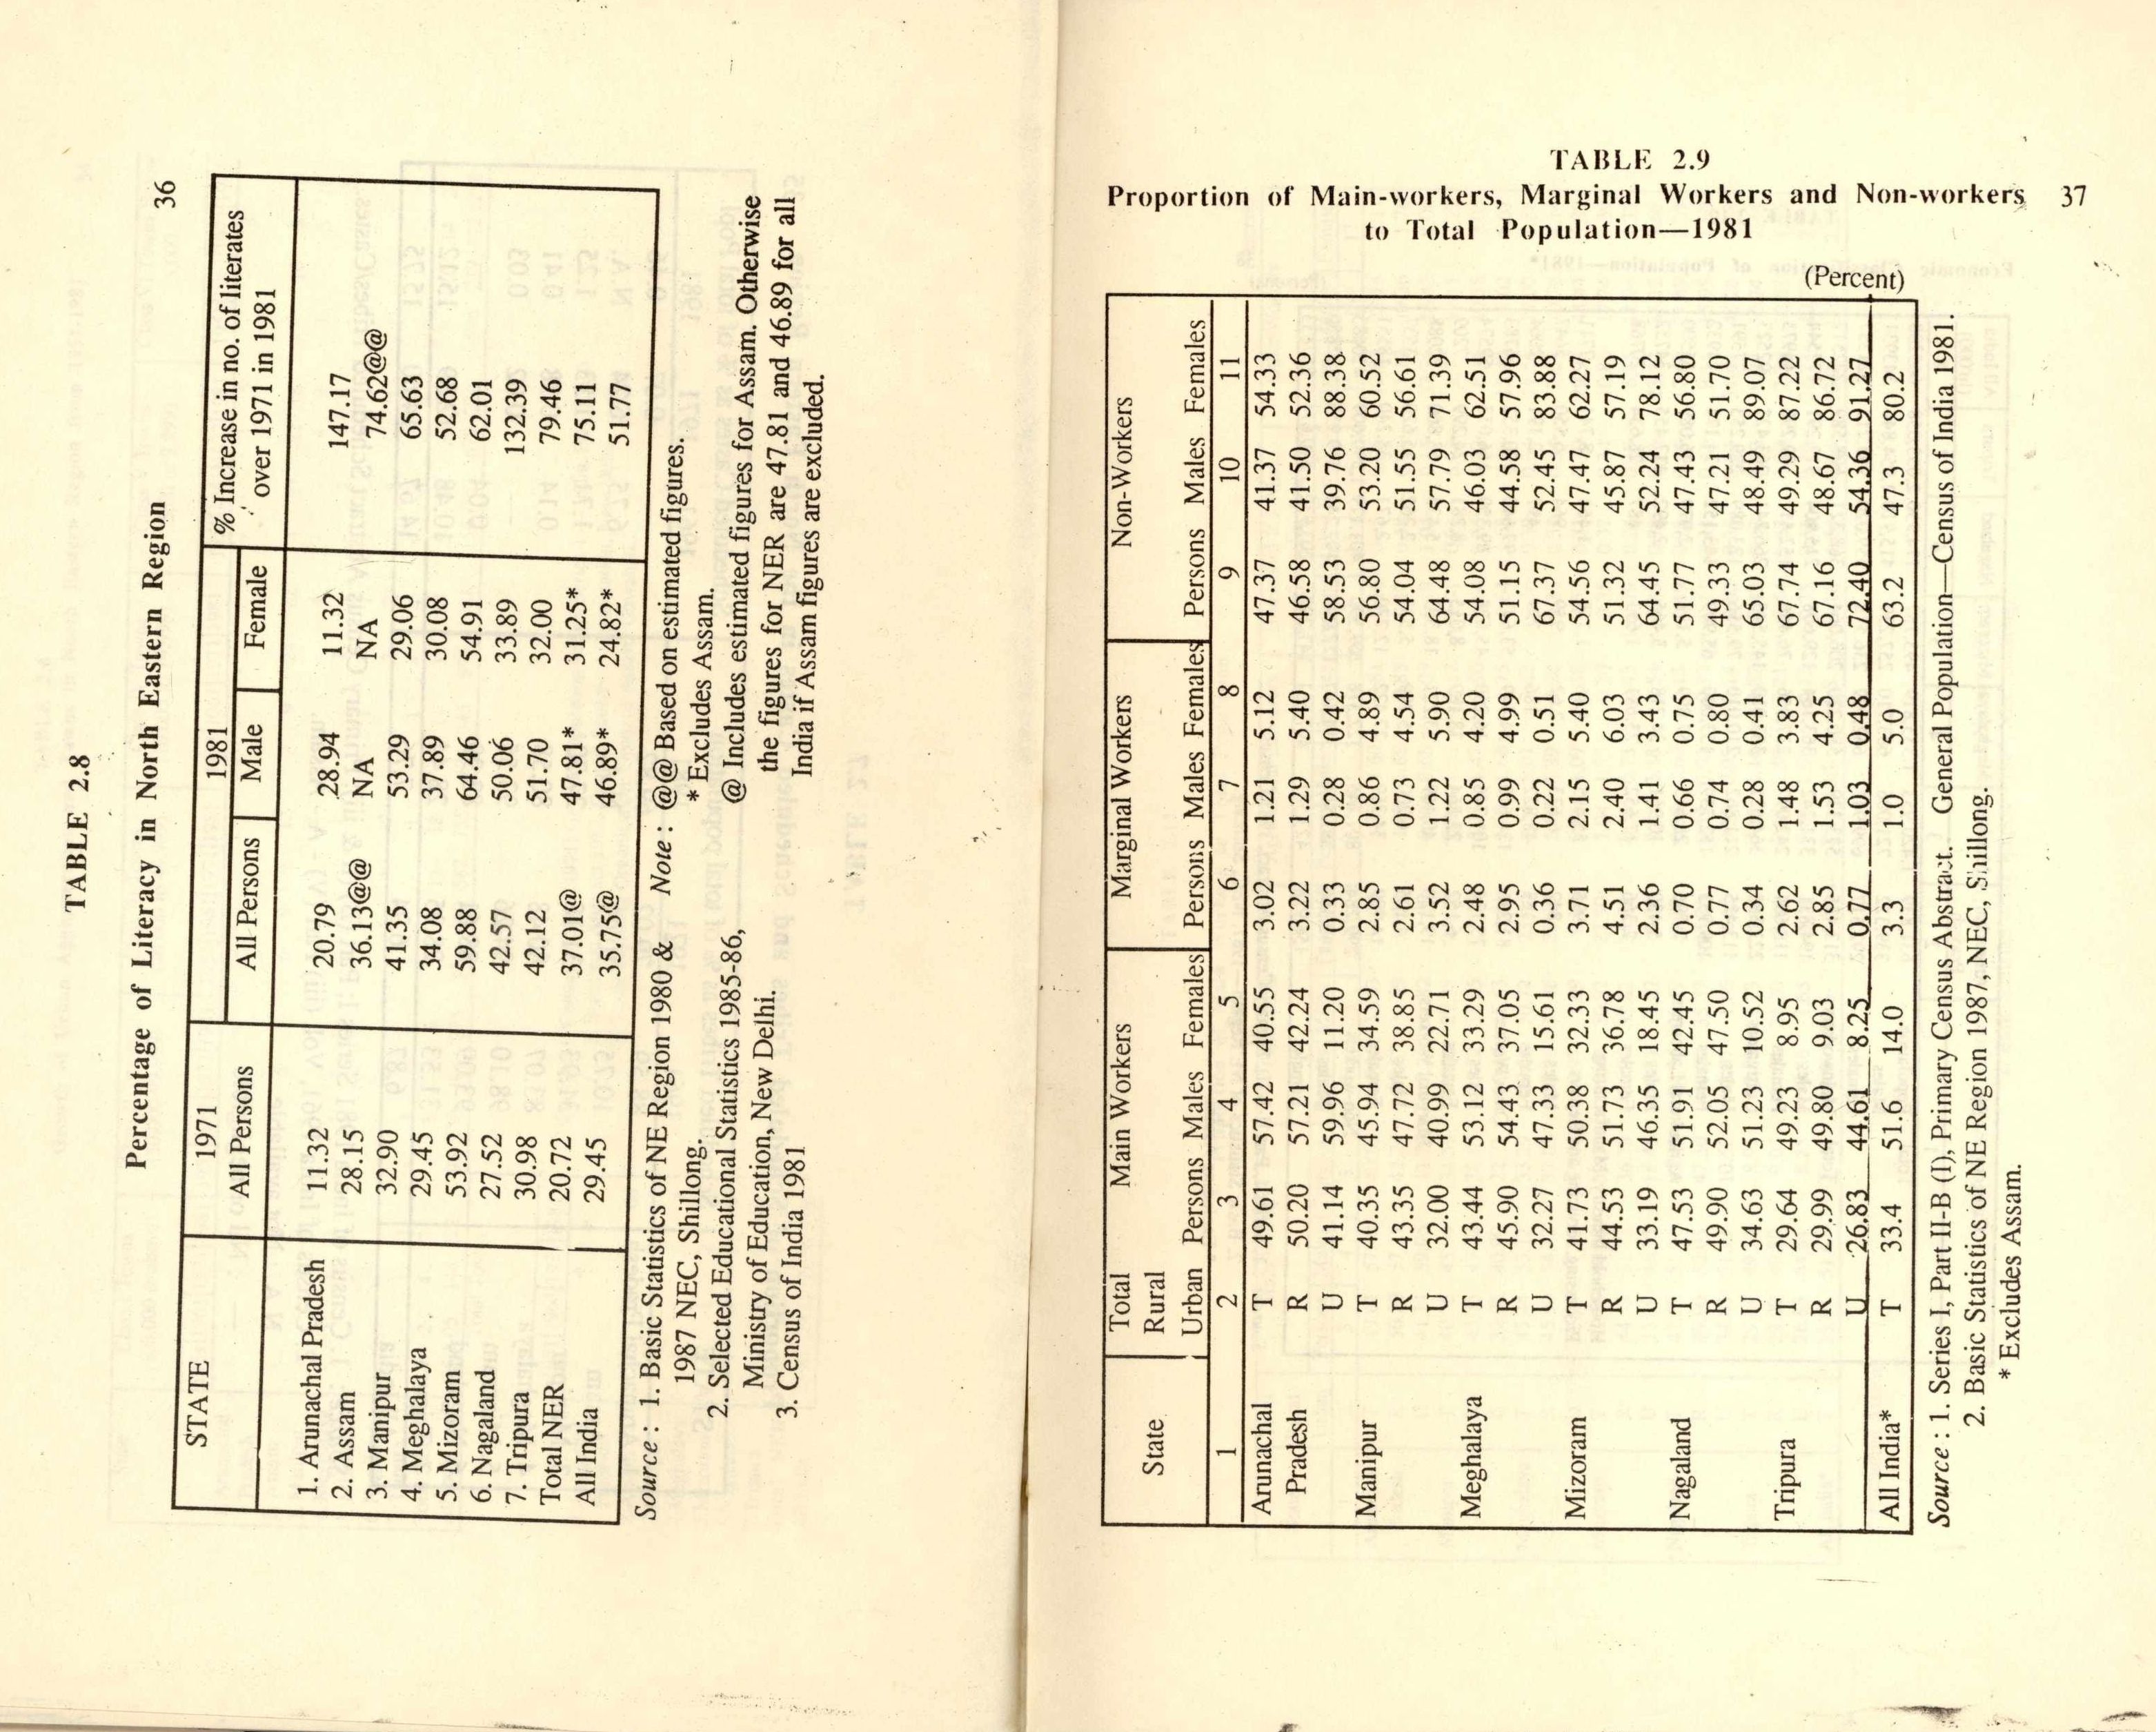 36
TABLE 2.8
Percentage of Literacy in North Eastern Region
STATE 1971 1981 % Increase in no. of literates
All Persons All Persons Male Female over 1971 in 1981
1. Arunachal Pradesh 11.32 20.79 28.94 11.32 147.17
2. Assam 28.15 36.13@@ NA NA 74.62@@
3. Manipur 32.90 41.35 53.29 29.06 65.63
4. Meghalaya 29.45 34.08 37.89 30.08 52.68
5. Mizoram 53.92 59.88 64.46 54.91 62.01
6. Nagaland 27.52 42.57 50.06 33.89 132.39
7. Tripura 30.98 42.12 51.70 32.00 79.46
Total NER 20.72 37.01@ 47.81* 31.25* 75.11
All India 29.45 35.75@ 46.89* 24.82* 51.77
Source : 1. Basic Statistics of NE Region 1980 &
1987 NEC, Shillong.
2. Selected Educational Statistics 1985-86,
Ministry of Education, New Delhi.
3. Census of India 1981
Note : @@ Based on estimated figures.
* Excludes Assam.
@ Includes estimated figures for Assam. Otherwise
the figures for NER are 47.81 and 46.89 for all
India if Assam figures are excluded.
TABLE 2.9
Proportion of Main-workers, Marginal Workers and Non-workers 37
to Total Population—1981
(Percent)
State Total Main Workers Marginal Workers Non-Workers
Rural
Urban Persons Males Females Persons Males Females Persons Males Females
1 2 3 4 5 6 7 8 9 10 11
Arunachal T 49.61 57.42 40.55 3.02 1.21 5.12 47.37 41.37 54.33
Pradesh R 50.20 57.21 42.24 3.22 1.29 5.40 46.58 41.50 52.36
U 41.14 59.96 11.20 0.33 0.28 0.42 58.53 39.76 88.38
Manipur T 40.35 45.94 34.59 2.85 0.86 4.89 56.80 53.20 60.52
R 43.35 47.72 38.85 2.61 0.73 4.54 54.04 51.55 56.61
U 32.00 40.99 22.71 3.52 1.22 5.90 64.48 57.79 71.39
Meghalaya T 43.44 53.12 33.29 2.48 0.85 4.20 54.08 46.03 62.51
R 45.90 54.43 37.05 2.95 0.99 4.99 51.15 44.58 57.96
U 32.27 47.33 15.61 0.36 0.22 0.51 67.37 52.45 83.88
Mizoram T 41.73 50.38 32.33 3.71 2.15 5.40 54.56 47.47 62.27
R 44.53 51.73 36.78 4.51 2.40 6.03 51.32 45.87 57.19
U 33.19 46.35 18.45 2.36 1.41 3.43 64.45 52.24 78.12
Nagaland T 47.53 51.91 42.45 0.70 0.66 0.75 51.77 47.43 56.80
R 49.90 52.05 47.50 0.77 0.74 0.80 49.33 47.21 51.70
U 34.63 51.23 10.52 0.34 0.28 0.41 65.03 48.49 89.07
Tripura T 29.64 49.23 8.95 2.62 1.48 3.83 67.74 49.29 87.22
R 29.99 49.80 9.03 2.85 1.53 4.25 67.16 48.67 86.72
U 26.83 44.61 8.25 0.77 1.03 0.48 72.40 54.36 91.27
All India* T 33.4 51.6 14.0 3.3 1.0 5.0 63.2 47.3 80.2
Source : 1. Series I, Part II-B (I), Primary Census Abstract. General Population—Census of India 1981.
2. Basic Statistics of NE Region 1987, NEC, Shillong.
* Excludes Assam.